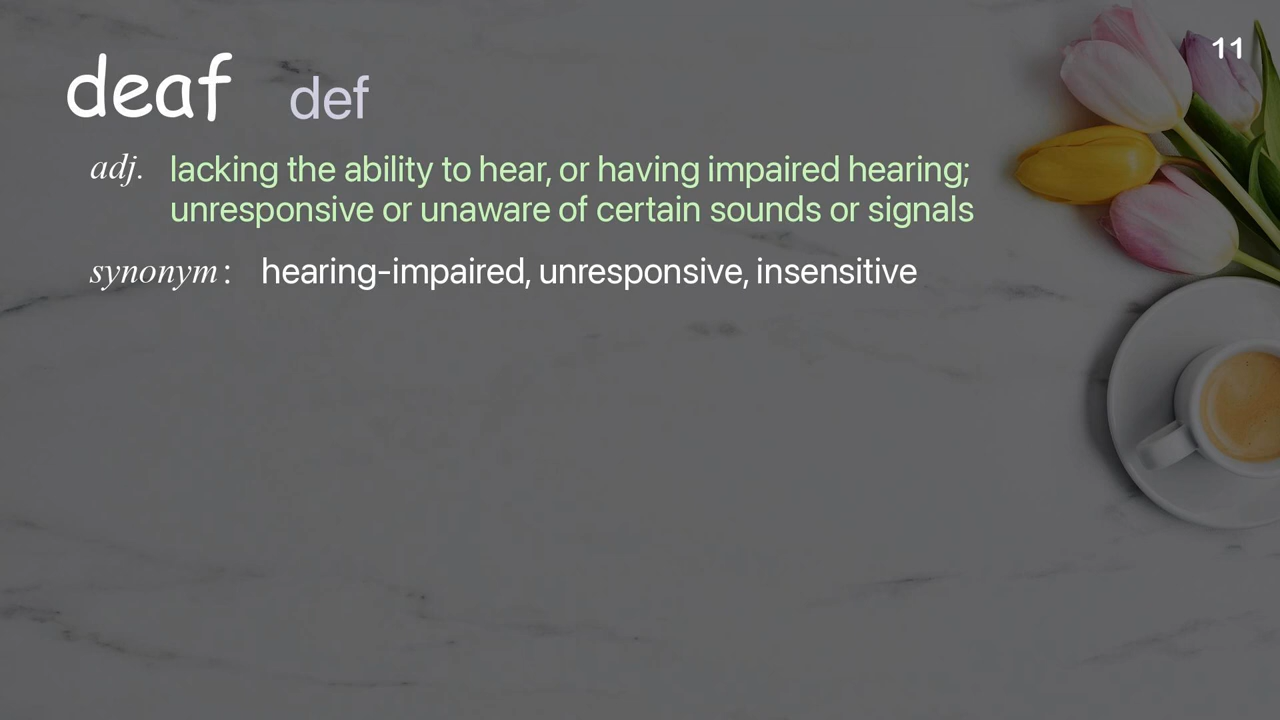 11
deaf def
adj. lacking the ability to hear, or having impaired hearing;
unresponsive or unaware of certain sounds or signals
synonym: hearing-impaired, unresponsive, insensitive